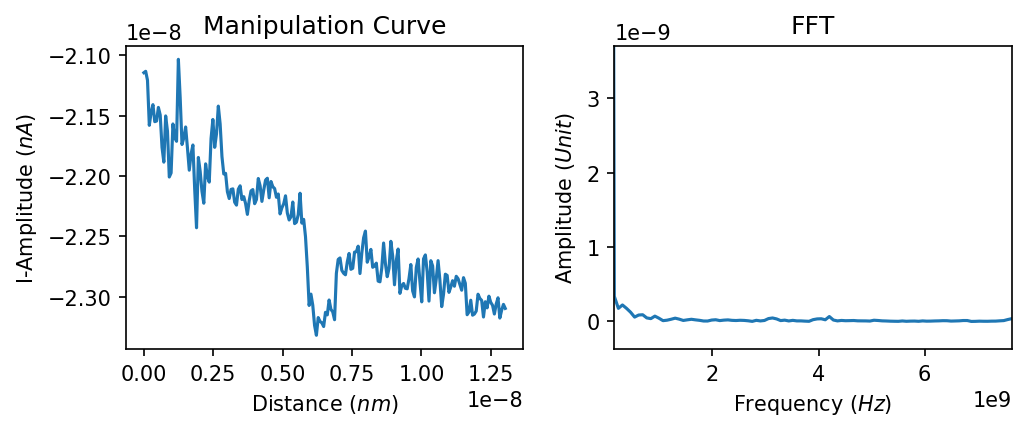 Manipulation Curve
1e−8
−2.10
−2.15
−2.20
−2.25
−2.30
I-Amplitude (nA)
0.00 0.25 0.50 0.75 1.00 1.25
Distance (nm)
1e−8
FFT
1e−9
3
2
1
0
Amplitude (Unit)
2 4 6
Frequency (Hz)
1e9